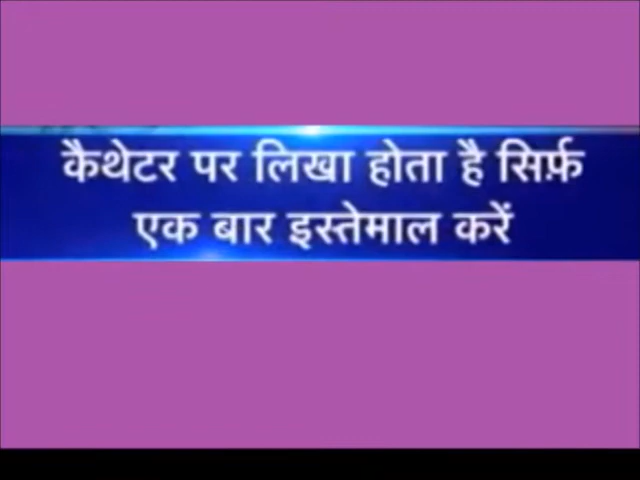 कैथेटर पर लिखा होता है सिर्फ़
एक बार इस्तेमाल करें